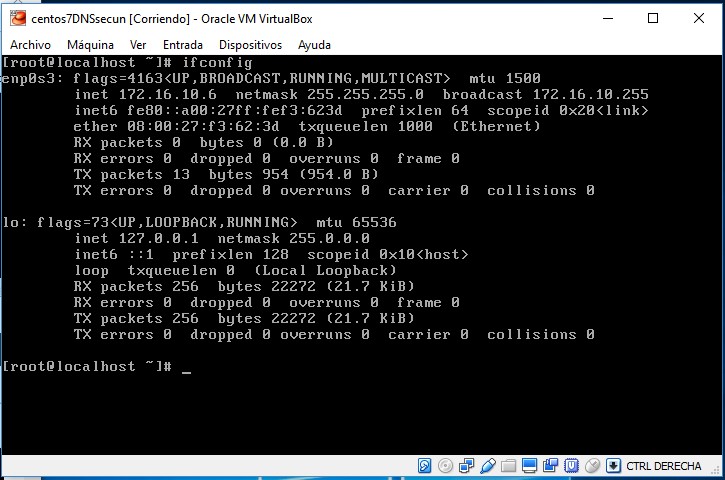 centos7DNSsecun [Corriendo] - Oracle VM VirtualBox
Archivo Máquina Ver Entrada Dispositivos Ayuda
[root@localhost ~]# ifconfig
enp0s3: flags=4163<UP,BROADCAST,RUNNING,MULTICAST>  mtu 1500
        inet 172.16.10.6  netmask 255.255.255.0  broadcast 172.16.10.255
        inet6 fe80::a00:27ff:fef3:623d  prefixlen 64  scopeid 0x20<link>
        ether 08:00:27:f3:62:3d  txqueuelen 1000  (Ethernet)
        RX packets 0  bytes 0 (0.0 B)
        RX errors 0  dropped 0  overruns 0  frame 0
        TX packets 13  bytes 954 (954.0 B)
        TX errors 0  dropped 0 overruns 0  carrier 0  collisions 0
lo: flags=73<UP,LOOPBACK,RUNNING>  mtu 65536
        inet 127.0.0.1  netmask 255.0.0.0
        inet6 ::1  prefixlen 128  scopeid 0x10<host>
        loop  txqueuelen 0  (Local Loopback)
        RX packets 256  bytes 22272 (21.7 KiB)
        RX errors 0  dropped 0  overruns 0  frame 0
        TX packets 256  bytes 22272 (21.7 KiB)
        TX errors 0  dropped 0 overruns 0  carrier 0  collisions 0
[root@localhost ~]# _
CTRL DERECHA